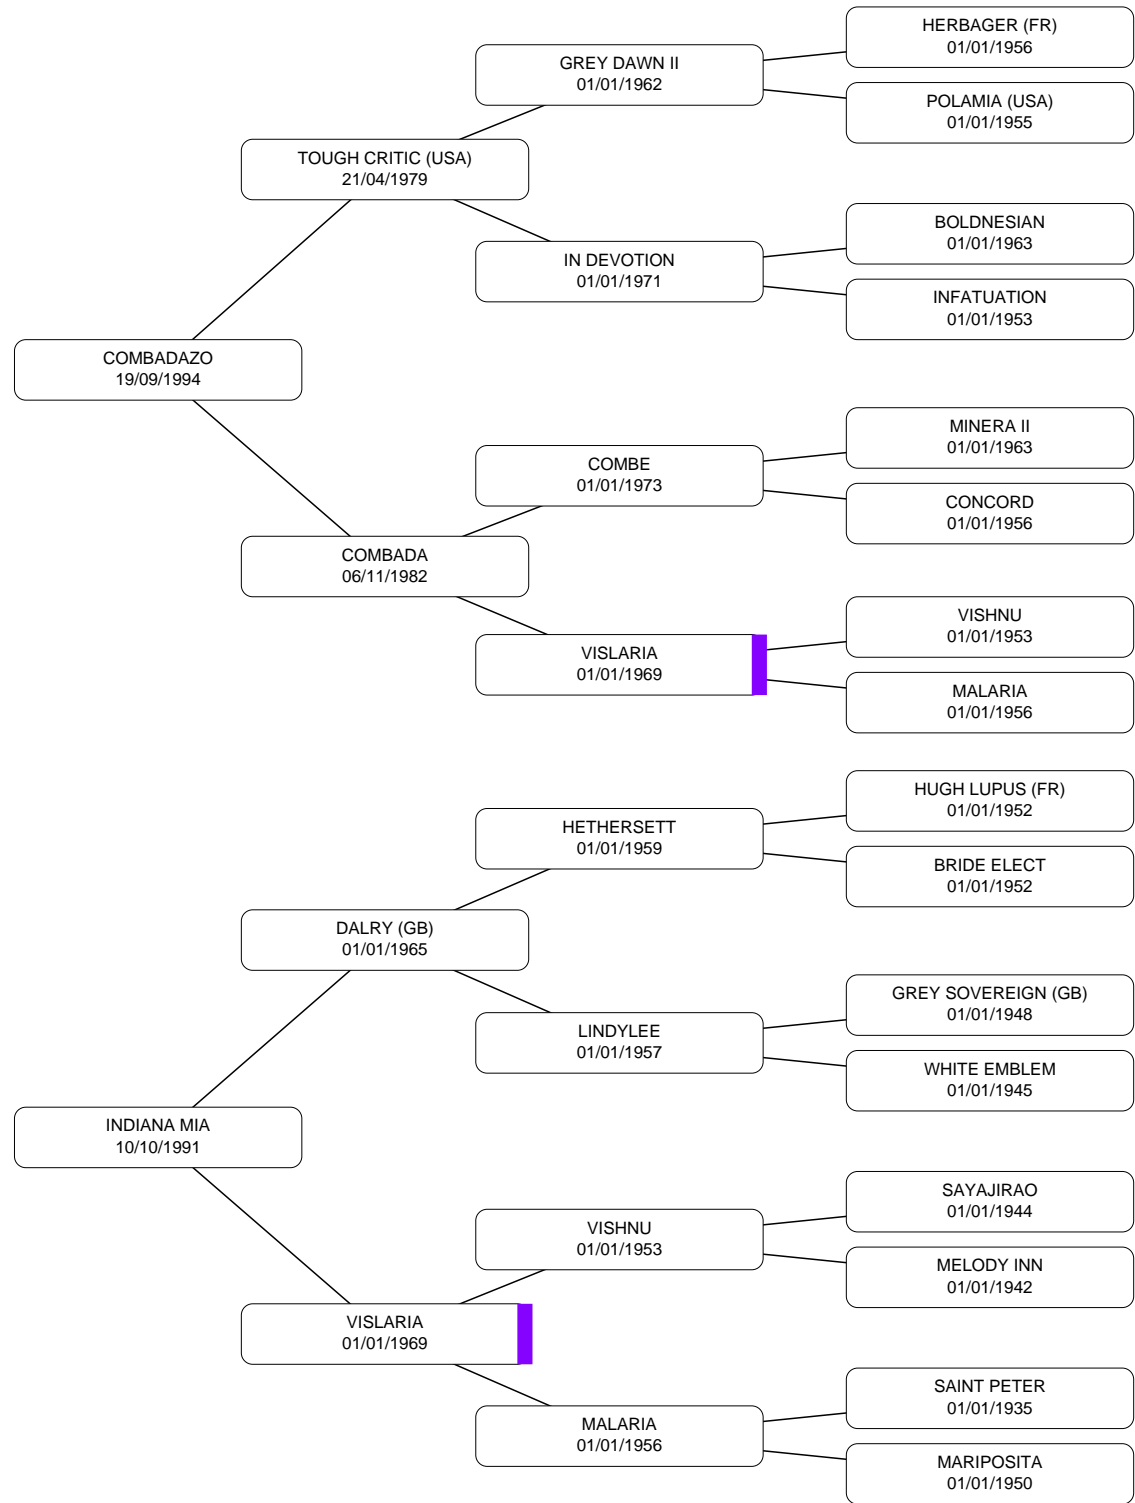 HERBAGER (FR)
01/01/1956
GREY DAWN II
01/01/1962
POLAMIA (USA)
01/01/1955
TOUGH CRITIC (USA)
21/04/1979
BOLDNESIAN
01/01/1963
IN DEVOTION
01/01/1971
INFATUATION
01/01/1953
COMBADAZO
19/09/1994
MINERA II
01/01/1963
COMBE
01/01/1973
CONCORD
01/01/1956
COMBADA
06/11/1982
VISHNU
01/01/1953
VISLARIA
01/01/1969
MALARIA
01/01/1956
HUGH LUPUS (FR)
01/01/1952
HETHERSETT
01/01/1959
BRIDE ELECT
01/01/1952
DALRY (GB)
01/01/1965
GREY SOVEREIGN (GB)
01/01/1948
LINDYLEE
01/01/1957
WHITE EMBLEM
01/01/1945
INDIANA MIA
10/10/1991
SAYAJIRAO
01/01/1944
VISHNU
01/01/1953
MELODY INN
01/01/1942
VISLARIA
01/01/1969
SAINT PETER
01/01/1935
MALARIA
01/01/1956
MARIPOSITA
01/01/1950